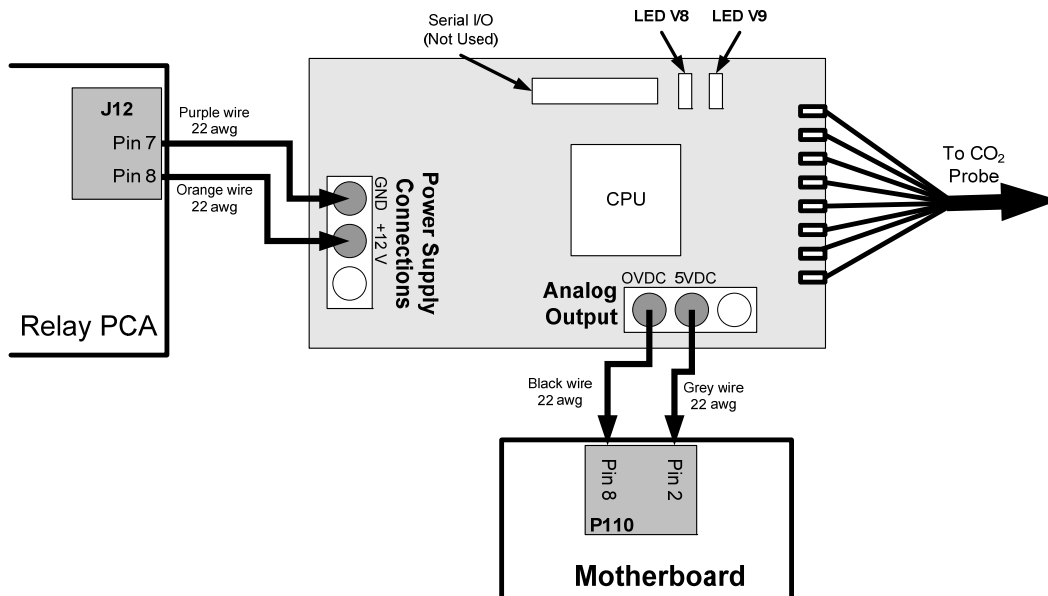 Serial I/O
(Not Used)
LED V8
LED V9
J12
Pin 7
Pin 8
Purple wire
22 awg
Orange wire
22 awg
GND
+12 V
Power Supply
Connections
CPU
To CO₂
Probe
Relay PCA
Analog
Output
OVDC
5VDC
Black wire
22 awg
Grey wire
22 awg
Pin 8
Pin 2
P110
Motherboard